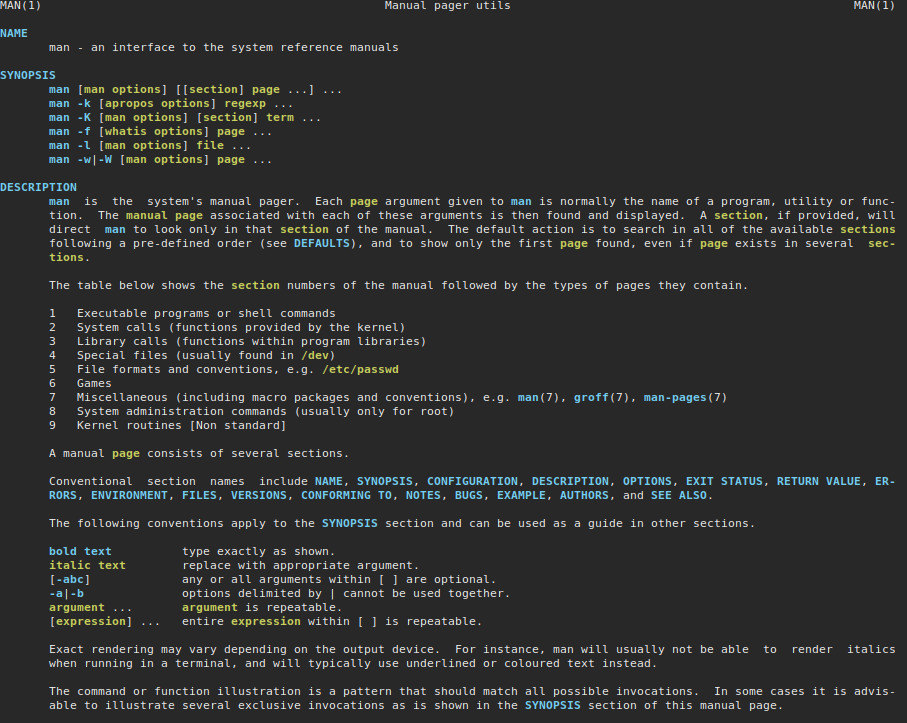 MAN(1) Manual pager utils MAN(1)
NAME
man - an interface to the system reference manuals
SYNOPSIS
man [man options] [[section] page ...] ...
man -k [apropos options] regexp ...
man -K [man options] [section] term ...
man -f [whatis options] page ...
man -l [man options] file ...
man -w|-W [man options] page ...
DESCRIPTION
man is the system's manual pager. Each page argument given to man is normally the name of a program, utility or func-
tion. The manual page associated with each of these arguments is then found and displayed. A section, if provided, will
direct man to look only in that section of the manual. The default action is to search in all of the available sections
following a pre-defined order (see DEFAULTS), and to show only the first page found, even if page exists in several sec-
tions.
The table below shows the section numbers of the manual followed by the types of pages they contain.
1 Executable programs or shell commands
2 System calls (functions provided by the kernel)
3 Library calls (functions within program libraries)
4 Special files (usually found in /dev)
5 File formats and conventions, e.g. /etc/passwd
6 Games
7 Miscellaneous (including macro packages and conventions), e.g. man(7), groff(7), man-pages(7)
8 System administration commands (usually only for root)
9 Kernel routines [Non standard]
A manual page consists of several sections.
Conventional section names include NAME, SYNOPSIS, CONFIGURATION, DESCRIPTION, OPTIONS, EXIT STATUS, RETURN VALUE, ER-
RORS, ENVIRONMENT, FILES, VERSIONS, CONFORMING TO, NOTES, BUGS, EXAMPLE, AUTHORS, and SEE ALSO.
The following conventions apply to the SYNOPSIS section and can be used as a guide in other sections.
bold text type exactly as shown.
italic text replace with appropriate argument.
[-abc] any or all arguments within [ ] are optional.
-a|-b options delimited by | cannot be used together.
argument ... argument is repeatable.
[expression] ... entire expression within [ ] is repeatable.
Exact rendering may vary depending on the output device. For instance, man will usually not be able to render italics
when running in a terminal, and will typically use underlined or coloured text instead.
The command or function illustration is a pattern that should match all possible invocations. In some cases it is advis-
able to illustrate several exclusive invocations as is shown in the SYNOPSIS section of this manual page.